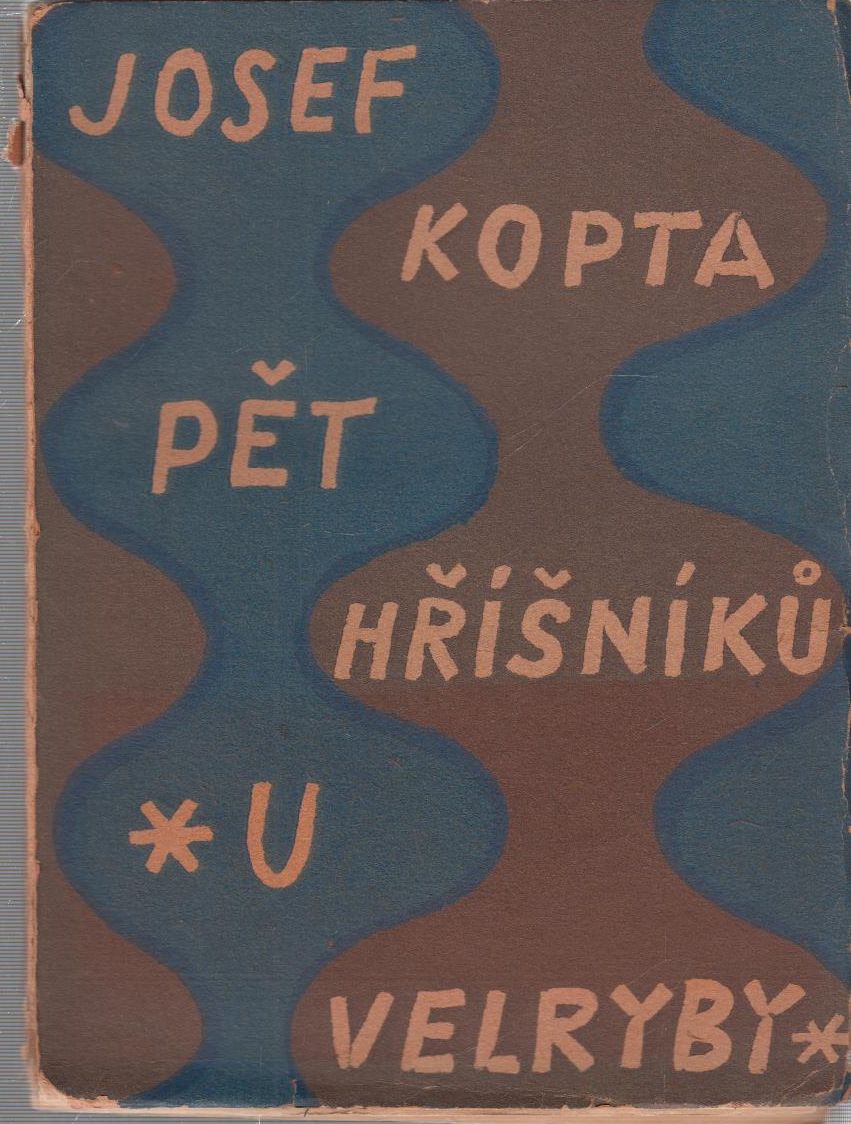 JOSEF
KOPTA
PĚT
HŘÍŠNÍKŮ
*U
VELRYBY*